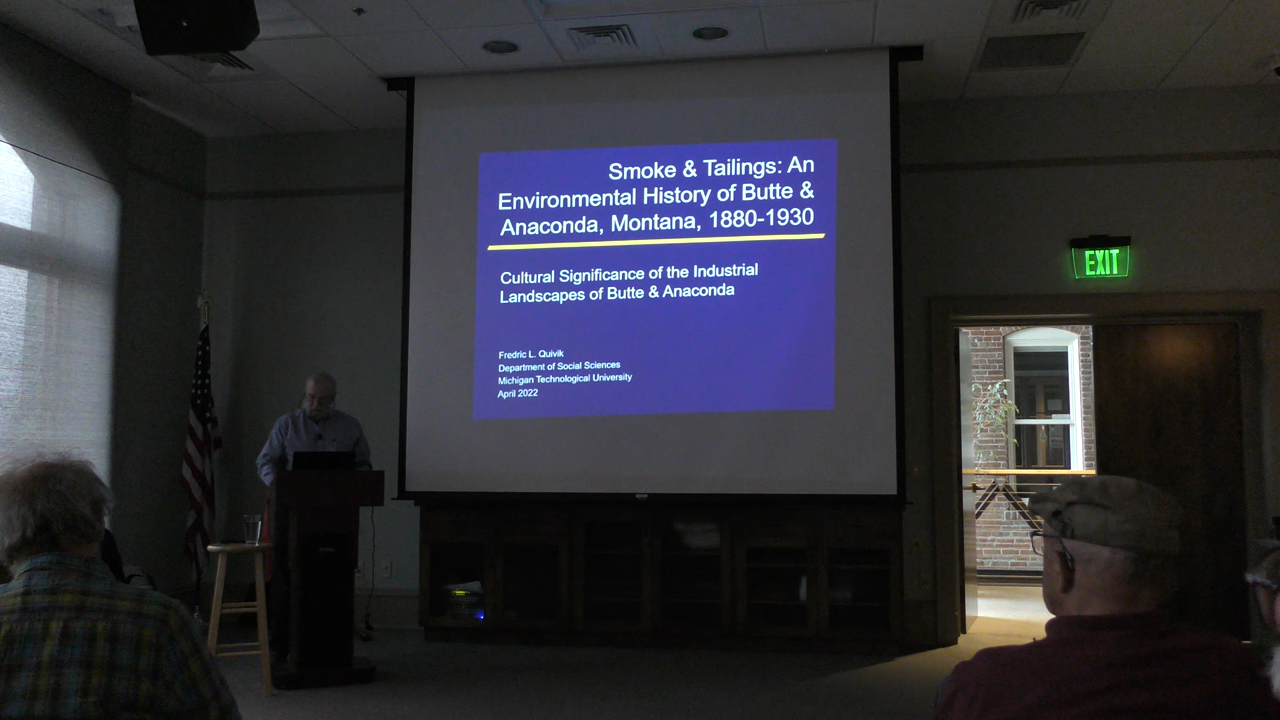 Smoke & Tailings: An
Environmental History of Butte &
Anaconda, Montana, 1880-1930
Cultural Significance of the Industrial
Landscapes of Butte & Anaconda
Fredric L. Quivik
Department of Social Sciences
Michigan Technological University
April 2022
EXIT